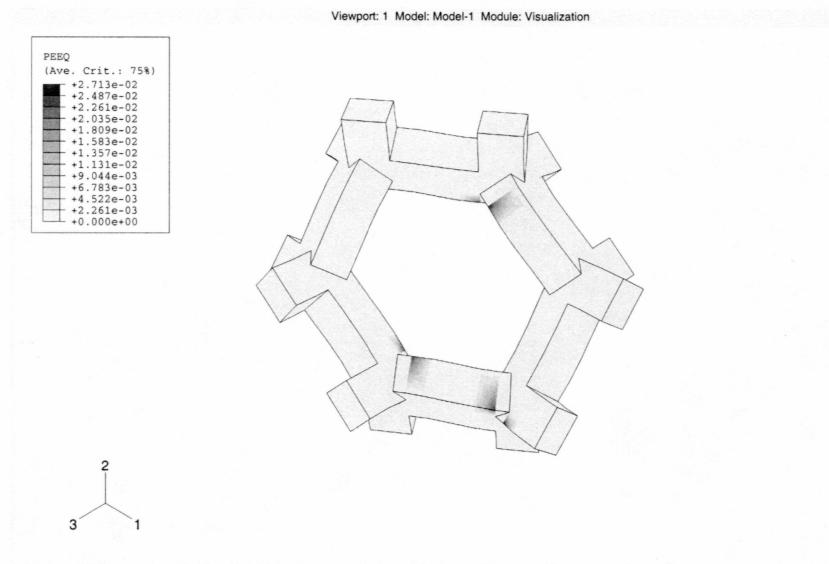 Viewport: 1 Model: Model-1 Module: Visualization
PEEQ
(Ave. Crit.: 75%)
+2.713e-02
+2.487e-02
+2.261e-02
+2.035e-02
+1.809e-02
+1.583e-02
+1.357e-02
+1.131e-02
+9.044e-03
+6.783e-03
+4.522e-03
+2.261e-03
+0.000e+00
2
3
1